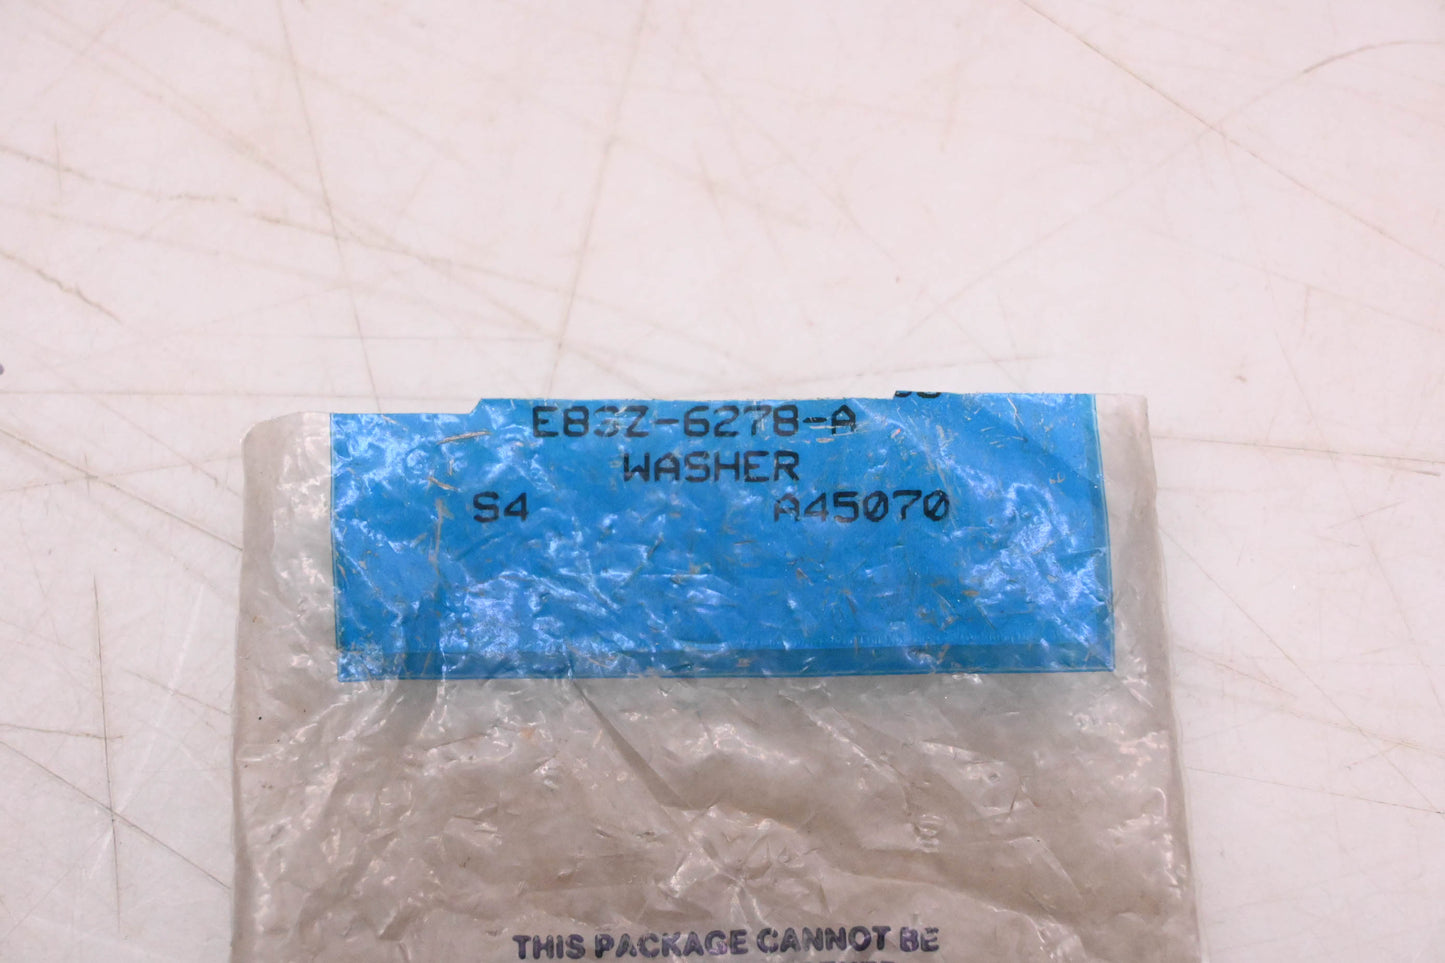 E83Z-6278-A
WASHER
S4 A45070
THIS PACKAGE CANNOT BE